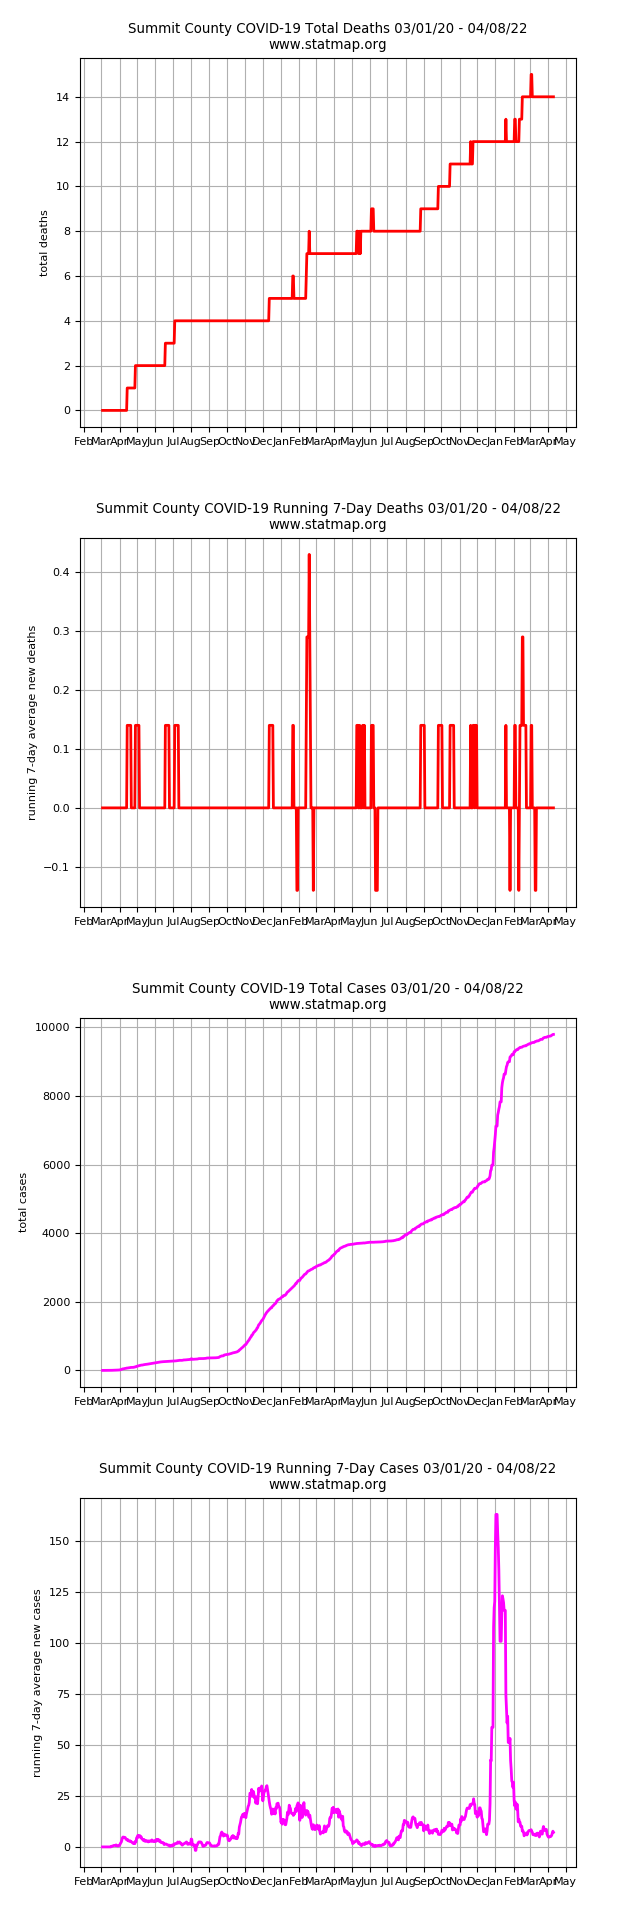 Summit County COVID-19 Total Deaths 03/01/20 - 04/08/22
www.statmap.org
total deaths
14
12
10
8
6
4
2
0
Feb Mar Apr May Jun Jul Aug Sep Oct Nov Dec Jan Feb Mar Apr May Jun Jul Aug Sep Oct Nov Dec Jan Feb Mar Apr May
Summit County COVID-19 Running 7-Day Deaths 03/01/20 - 04/08/22
www.statmap.org
running 7-day average new deaths
0.4
0.3
0.2
0.1
0.0
−0.1
Feb Mar Apr May Jun Jul Aug Sep Oct Nov Dec Jan Feb Mar Apr May Jun Jul Aug Sep Oct Nov Dec Jan Feb Mar Apr May
Summit County COVID-19 Total Cases 03/01/20 - 04/08/22
www.statmap.org
total cases
10000
8000
6000
4000
2000
0
Feb Mar Apr May Jun Jul Aug Sep Oct Nov Dec Jan Feb Mar Apr May Jun Jul Aug Sep Oct Nov Dec Jan Feb Mar Apr May
Summit County COVID-19 Running 7-Day Cases 03/01/20 - 04/08/22
www.statmap.org
running 7-day average new cases
150
125
100
75
50
25
0
Feb Mar Apr May Jun Jul Aug Sep Oct Nov Dec Jan Feb Mar Apr May Jun Jul Aug Sep Oct Nov Dec Jan Feb Mar Apr May